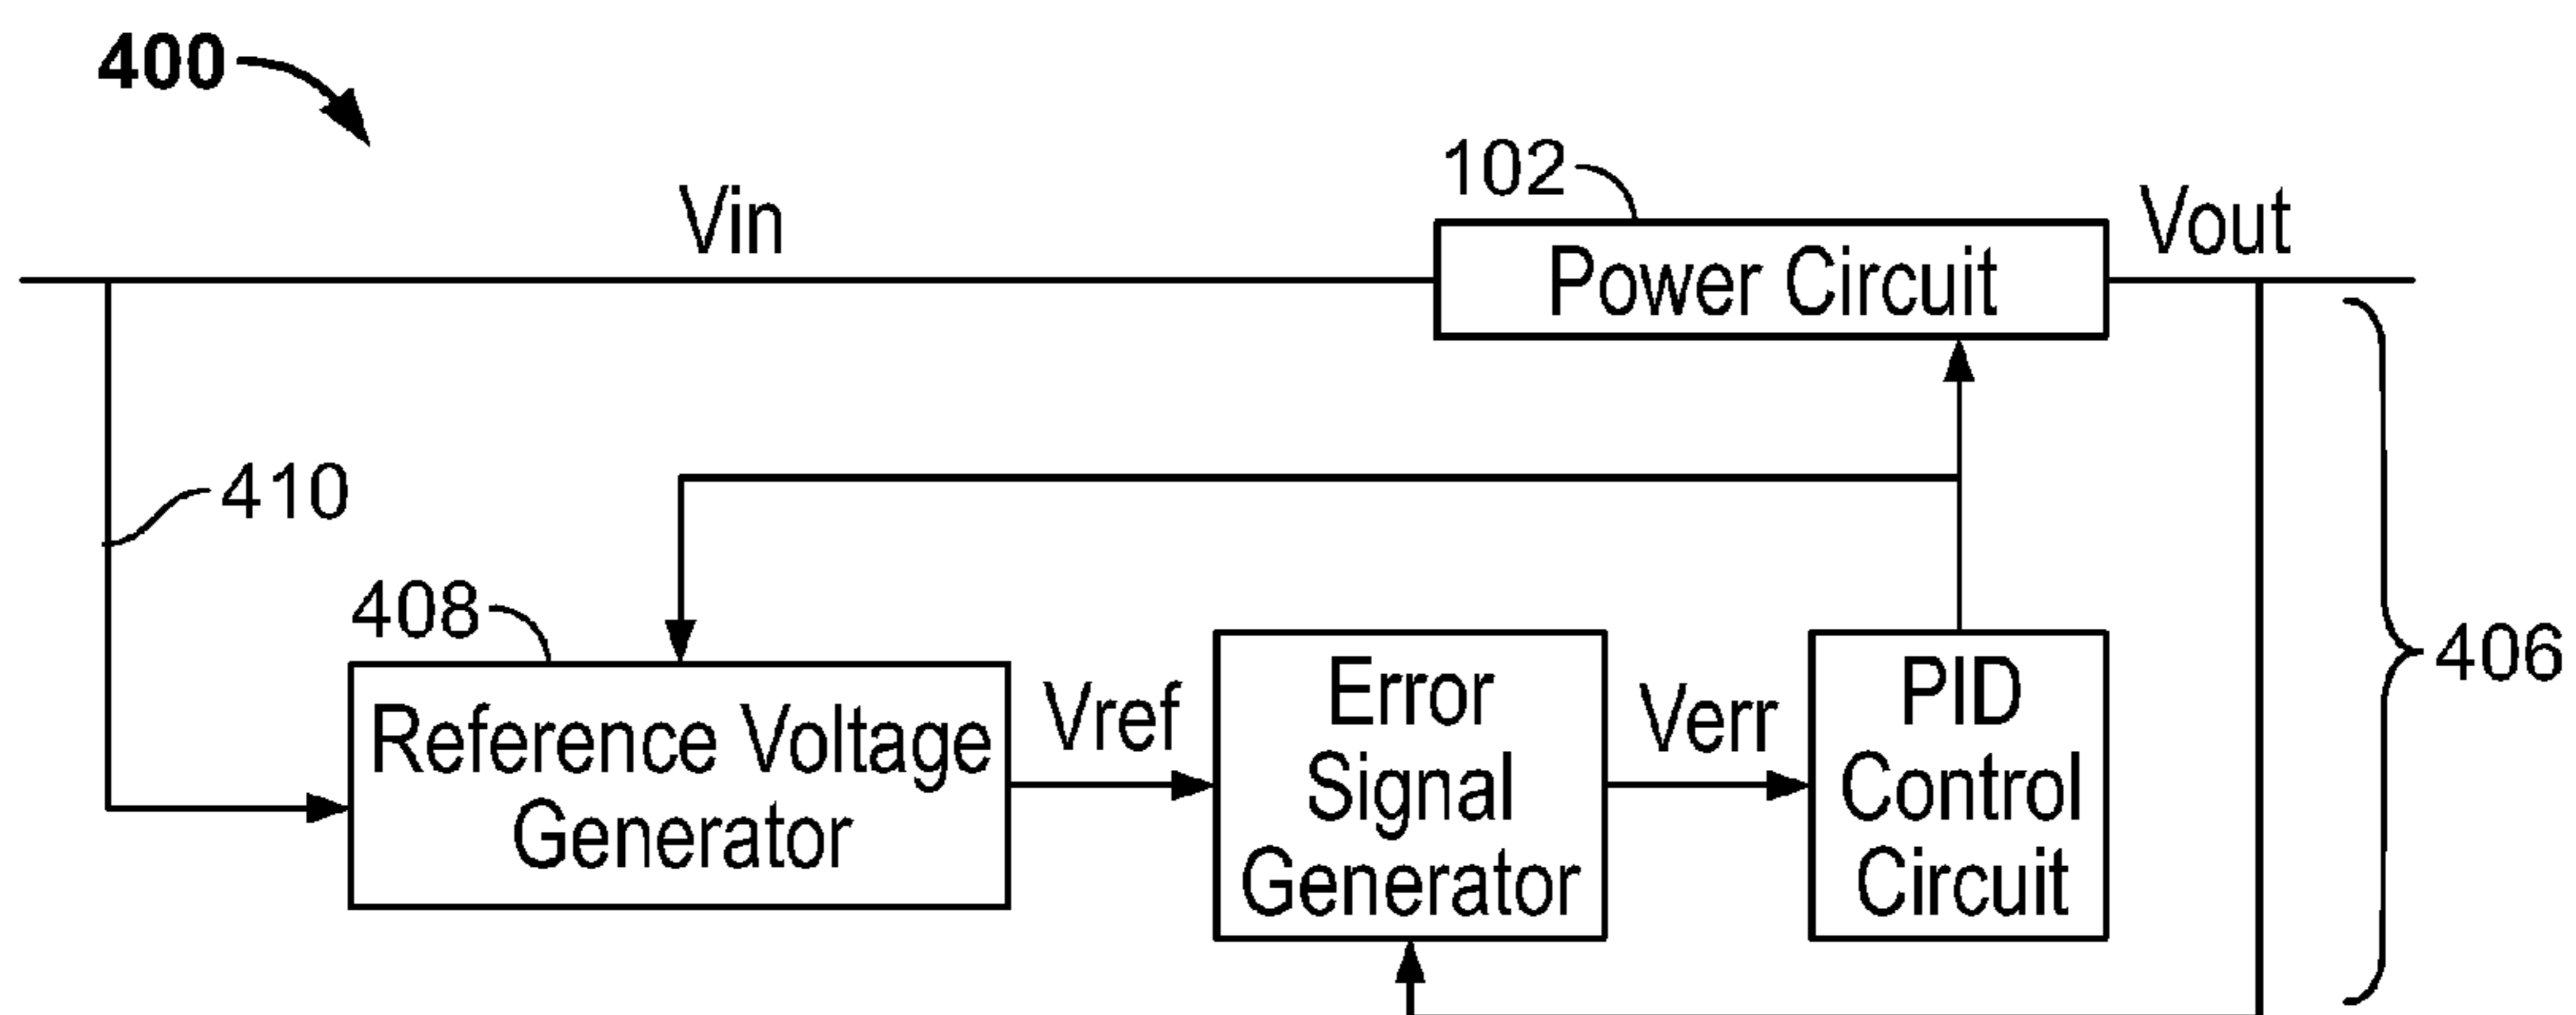 400
102
Vin
Vout
Power Circuit
410
408
Reference Voltage
Generator
Vref
Error
Signal
Generator
Verr
PID
Control
Circuit
406